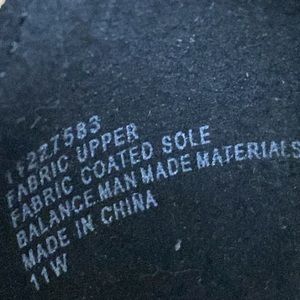 11227583
FABRIC UPPER
FABRIC COATED SOLE
BALANCE MAN MADE MATERIALS
MADE IN CHINA
11W